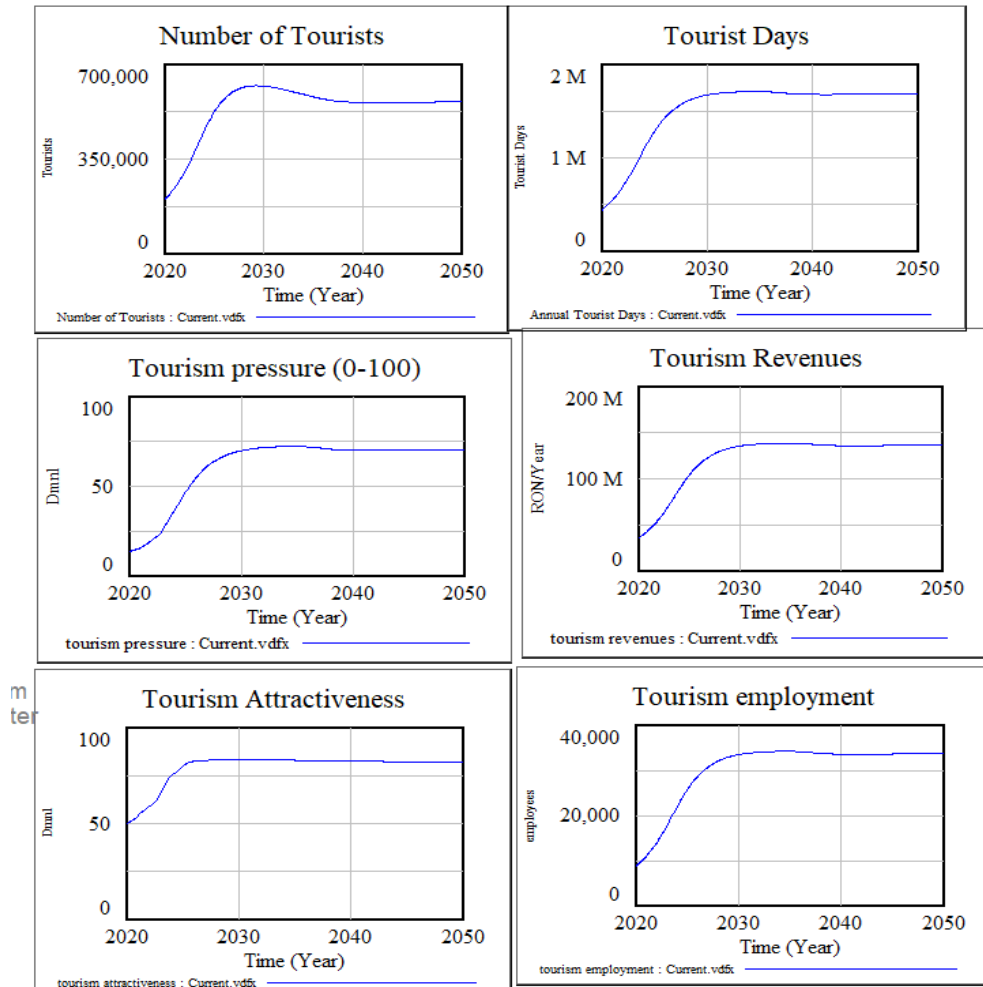 Number of Tourists
700,000
350,000
0
Tourists
2020 2030 2040 2050
Time (Year)
Number of Tourists : Current.vdfx
Tourist Days
2 M
1 M
0
Tourist Days
2020 2030 2040 2050
Time (Year)
Annual Tourist Days : Current.vdfx
Tourism pressure (0-100)
100
50
0
Dmnl
2020 2030 2040 2050
Time (Year)
tourism pressure : Current.vdfx
Tourism Revenues
200 M
100 M
0
RON/Year
2020 2030 2040 2050
Time (Year)
tourism revenues : Current.vdfx
m
ter
Tourism Attractiveness
100
50
0
Dmnl
2020 2030 2040 2050
Time (Year)
tourism attractiveness : Current.vdfx
Tourism employment
40,000
20,000
0
employees
2020 2030 2040 2050
Time (Year)
tourism employment : Current.vdfx